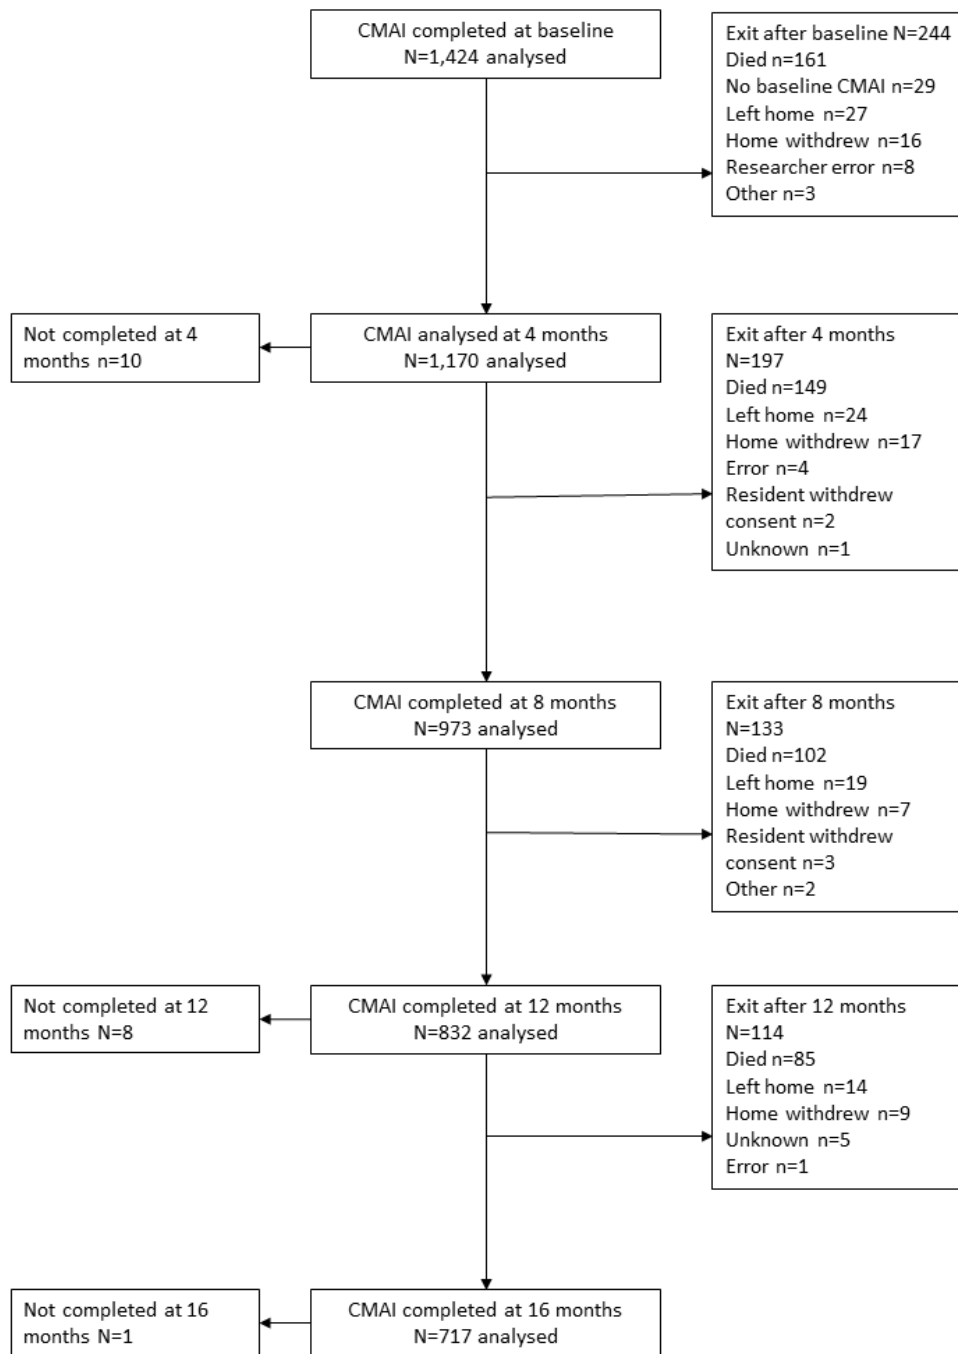 CMAI completed at baseline
N=1,424 analysed
Exit after baseline N=244
Died n=161
No baseline CMAI n=29
Left home n=27
Home withdrew n=16
Researcher error n=8
Other n=3
Not completed at 4
months n=10
CMAI analysed at 4 months
N=1,170 analysed
Exit after 4 months
N=197
Died n=149
Left home n=24
Home withdrew n=17
Error n=4
Resident withdrew
consent n=2
Unknown n=1
CMAI completed at 8 months
N=973 analysed
Exit after 8 months
N=133
Died n=102
Left home n=19
Home withdrew n=7
Resident withdrew
consent n=3
Other n=2
Not completed at 12
months N=8
CMAI completed at 12 months
N=832 analysed
Exit after 12 months
N=114
Died n=85
Left home n=14
Home withdrew n=9
Unknown n=5
Error n=1
Not completed at 16
months N=1
CMAI completed at 16 months
N=717 analysed